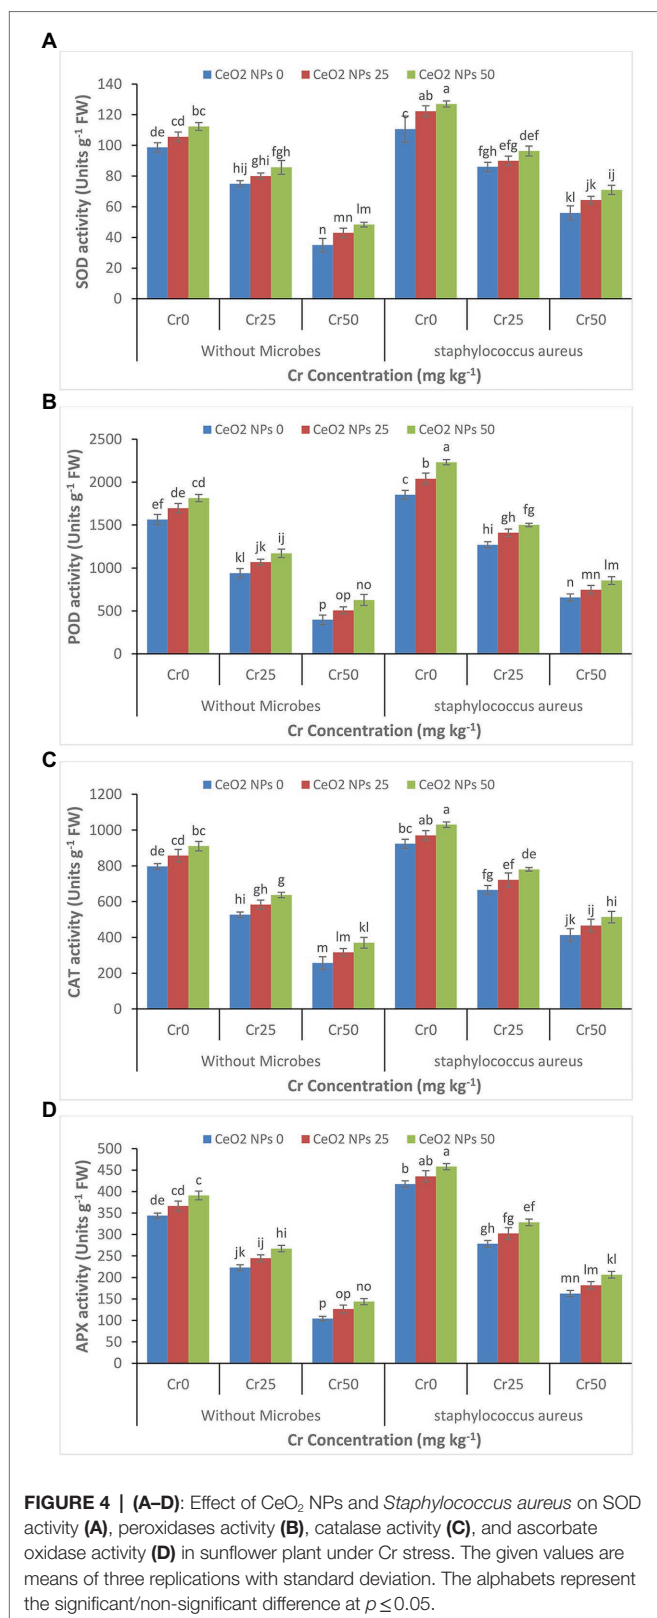 A
CeO2 NPs 0 CeO2 NPs 25 CeO2 NPs 50
SOD activity (Units g-1 FW)
140
120
100
80
60
40
20
0
de cd bc
hij ghi fgh
n mn lm
c ab a
fgh efg def
kl jk ij
Cr0 Cr25 Cr50 Cr0 Cr25 Cr50
Without Microbes staphylococcus aureus
Cr Concentration (mg kg-1)
B
CeO2 NPs 0 CeO2 NPs 25 CeO2 NPs 50
POD activity (Units g-1 FW)
2500
2000
1500
1000
500
0
ef de cd
kl jk ij
p op no
c b a
hi gh fg
n mn lm
Cr0 Cr25 Cr50 Cr0 Cr25 Cr50
Without Microbes staphylococcus aureus
Cr Concentration (mg kg-1)
C
CeO2 NPs 0 CeO2 NPs 25 CeO2 NPs 50
CAT activity (Units g-1 FW)
1200
1000
800
600
400
200
0
de cd bc
hi gh g
m lm kl
bc ab a
fg ef de
jk ij hi
Cr0 Cr25 Cr50 Cr0 Cr25 Cr50
Without Microbes staphylococcus aureus
Cr Concentration (mg kg-1)
D
CeO2 NPs 0 CeO2 NPs 25 CeO2 NPs 50
APX activity (Units g-1 FW)
500
450
400
350
300
250
200
150
100
50
0
de cd c
jk ij hi
p op no
b ab a
gh fg ef
mn lm kl
Cr0 Cr25 Cr50 Cr0 Cr25 Cr50
Without Microbes staphylococcus aureus
Cr Concentration (mg kg-1)
FIGURE 4 | (A–D): Effect of CeO2 NPs and Staphylococcus aureus on SOD
activity (A), peroxidases activity (B), catalase activity (C), and ascorbate
oxidase activity (D) in sunflower plant under Cr stress. The given values are
means of three replications with standard deviation. The alphabets represent
the significant/non-significant difference at p ≤ 0.05.